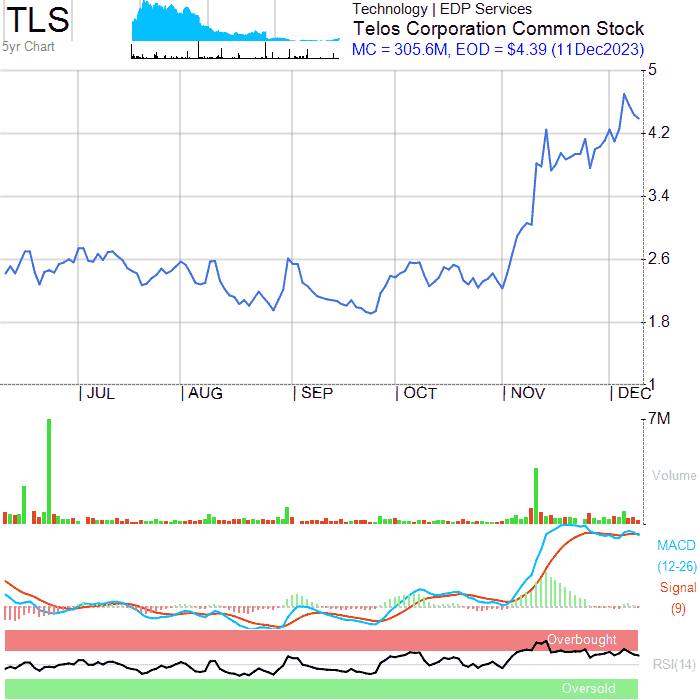 TLS
5yr Chart
Technology | EDP Services
Telos Corporation Common Stock
MC = 305.6M, EOD = $4.39 (11Dec2023)
5
4.2
3.4
2.6
1.8
1
JUL AUG SEP OCT NOV DEC
7M
Volume
MACD
(12-26)
Signal
(9)
Overbought
RSI(14)
Oversold